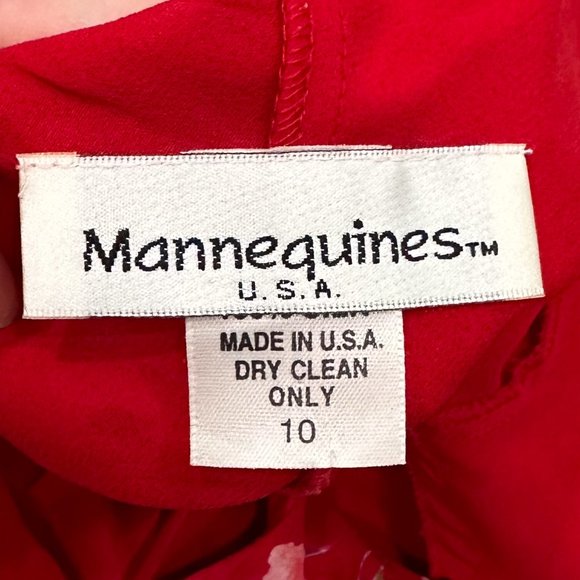 Mannequines™
U.S.A.
MADE IN U.S.A.
DRY CLEAN
ONLY
10